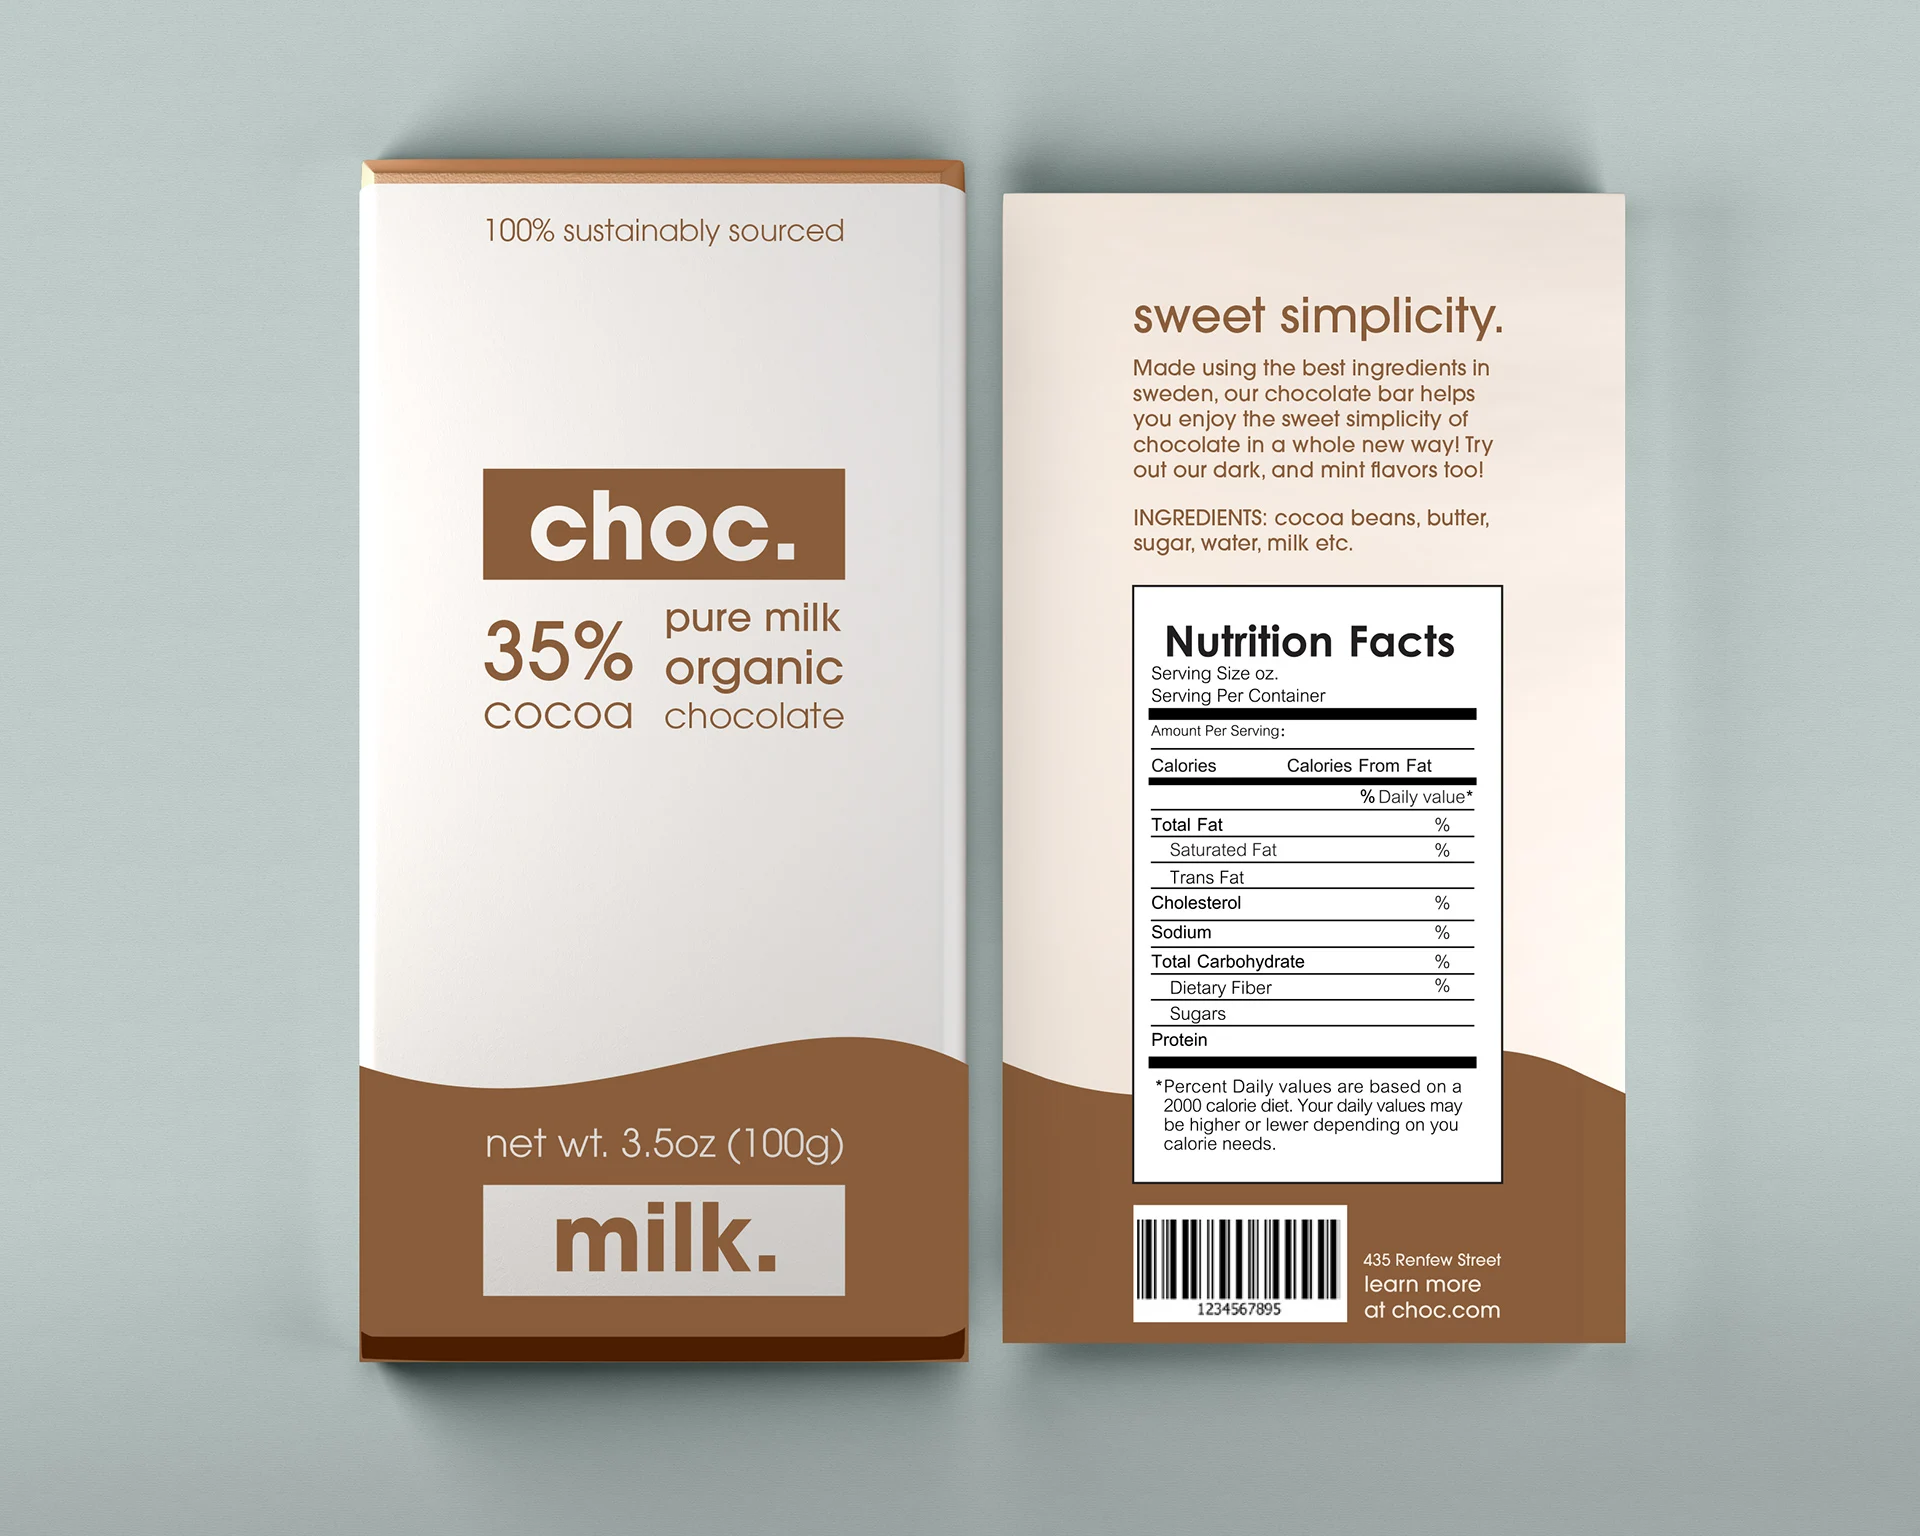 100% sustainably sourced
choc.
35%
cocoa
pure milk
organic
chocolate
net wt. 3.5oz (100g)
milk.
sweet simplicity.
Made using the best ingredients in
sweden, our chocolate bar helps
you enjoy the sweet simplicity of
chocolate in a whole new way! Try
out our dark, and mint flavors too!
INGREDIENTS: cocoa beans, butter,
sugar, water, milk etc.
Nutrition Facts
Serving Size oz.
Serving Per Container
Amount Per Serving:
Calories Calories From Fat
% Daily value*
Total Fat %
Saturated Fat %
Trans Fat
Cholesterol %
Sodium %
Total Carbohydrate %
Dietary Fiber %
Sugars
Protein
*Percent Daily values are based on a
2000 calorie diet. Your daily values may
be higher or lewer depending on you
calorie needs.
1234567895
435 Renfew Street
learn more
at choc.com